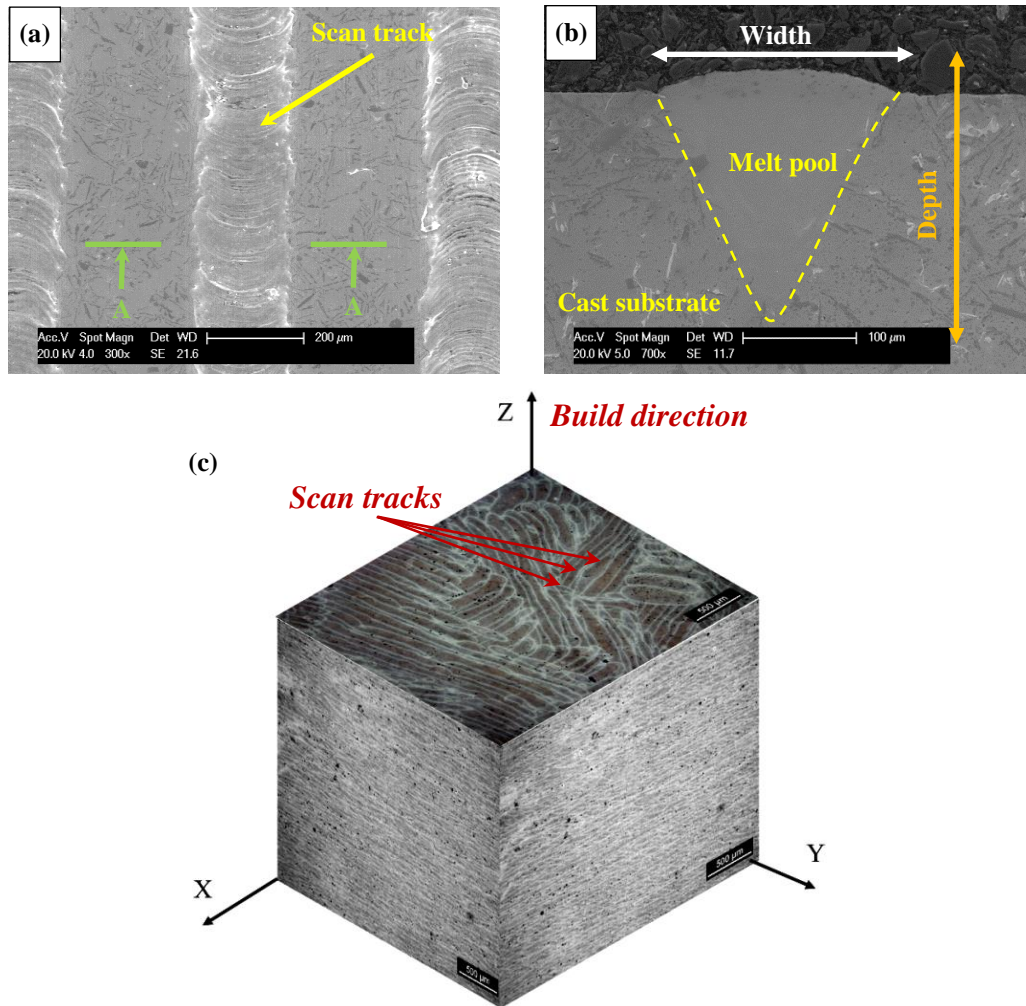 (a)
Scan track
A
A
Acc.V Spot Magn Det WD 200 µm
20.0 kV 4.0 300x SE 21.6
(b)
Width
Melt pool
Depth
Cast substrate
Acc.V Spot Magn Det WD 100 µm
20.0 kV 5.0 700x SE 11.7
(c)
Z
Build direction
Scan tracks
500 µm
X
Y
500 µm
500 µm